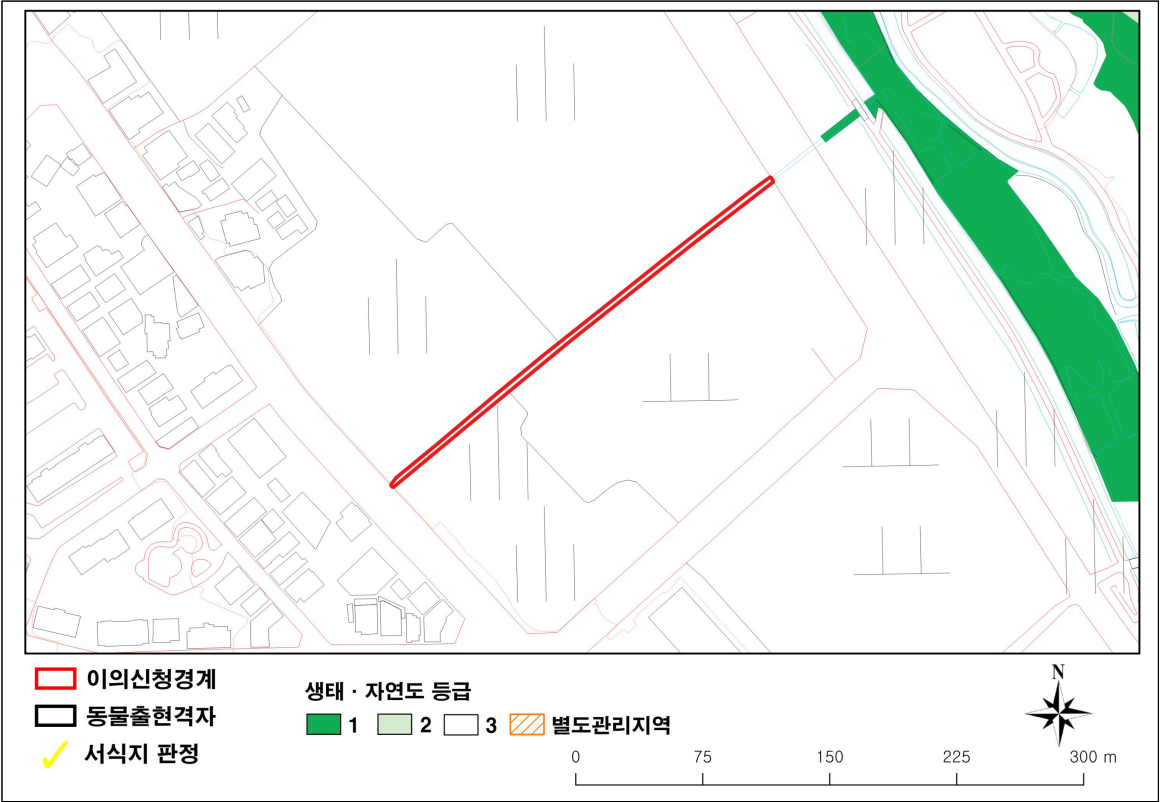 이의신청경계
동물출현격자
서식지 판정
생태 · 자연도 등급
1 2 3 별도관리지역
N
0 75 150 225 300 m